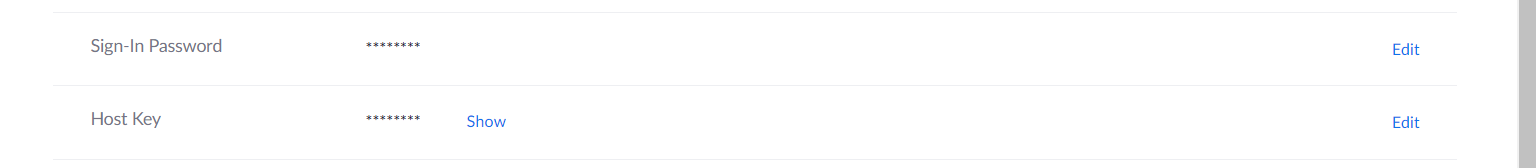 Sign-In Password ******** Edit
Host Key ******** Show Edit